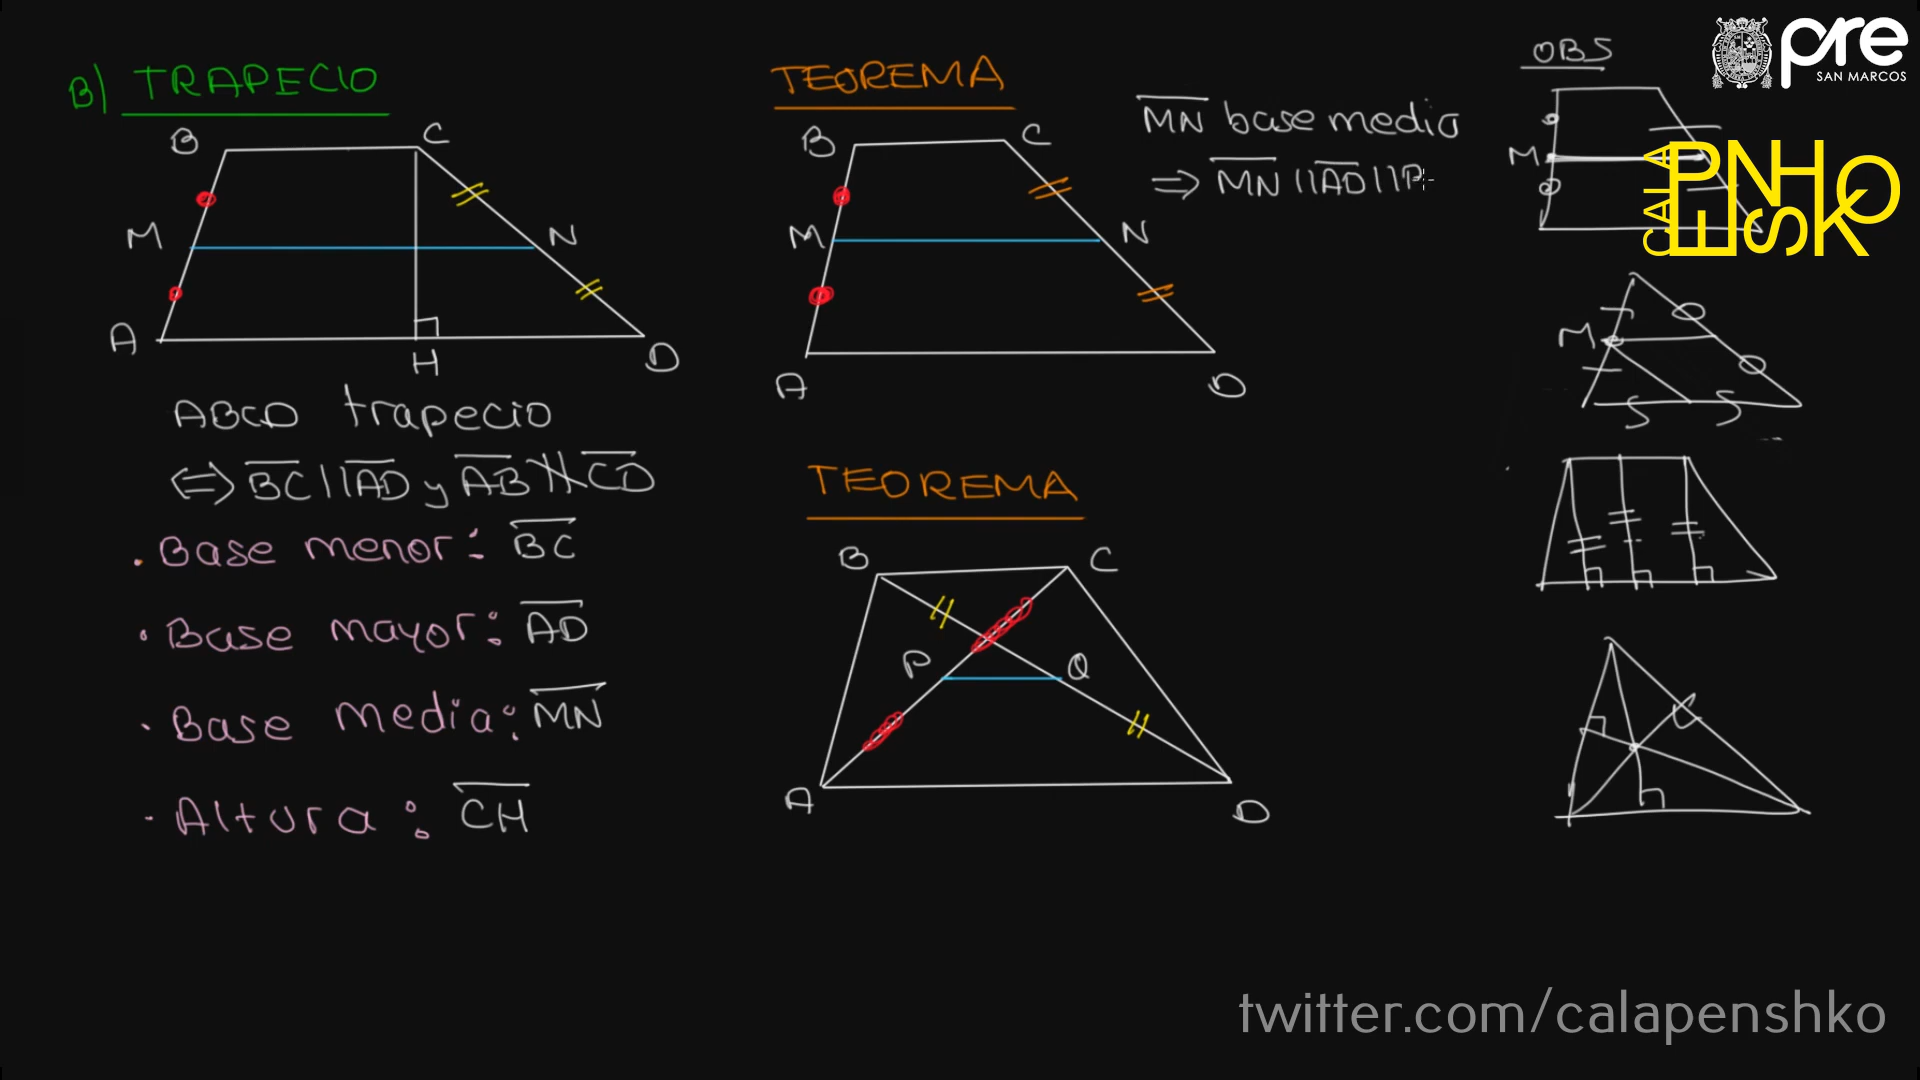 B) TRAPECIO
B
C
M
N
A
H
D
ABCD trapecio
⇔ BC || AD y AB ∦ CD
. Base menor: BC
. Base mayor: AD
. Base media: MN
. Altura: CH
TEOREMA
B
C
M
N
A
D
MN base media
⇒ MN || AD ||
TEOREMA
B
C
P
Q
A
D
OBS
M
M
pre
SAN MARCOS
CALA
PNHO
ESK
twitter.com/calapenshko